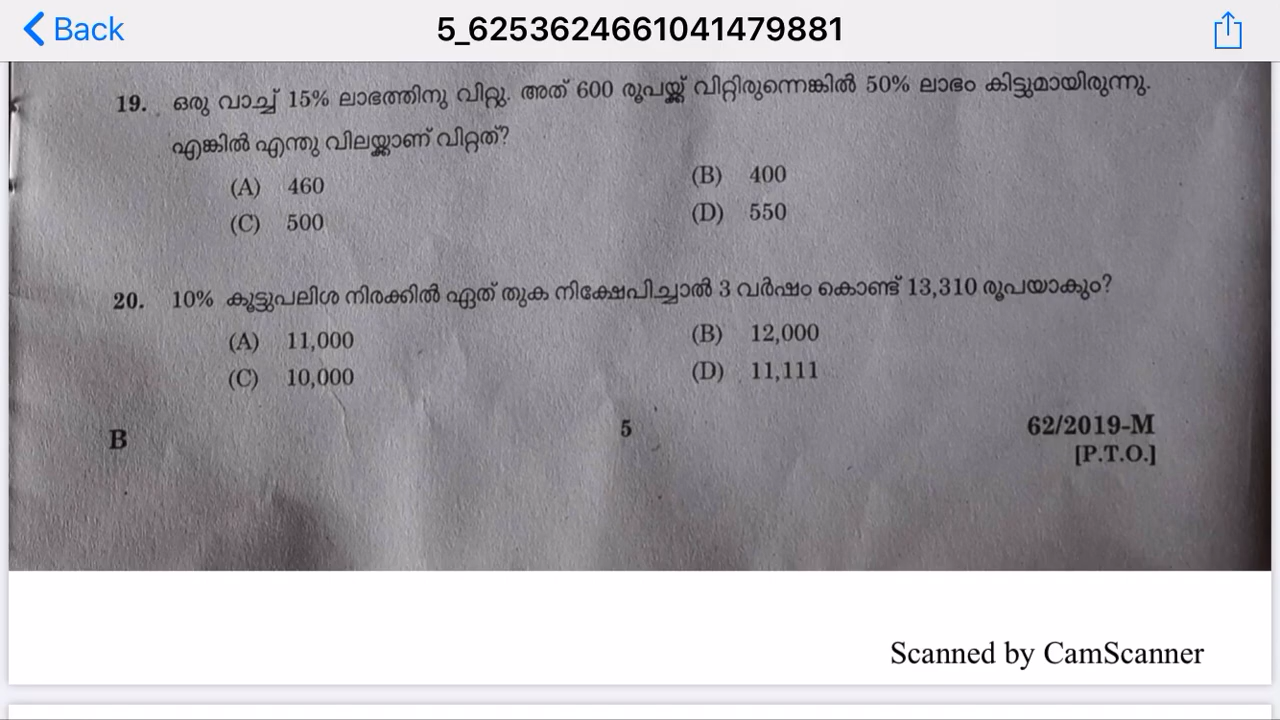 Back
5_6253624661041479881
19. ഒരു വാച്ച് 15% ലാഭത്തിനു വിറ്റു. അത് 600 രൂപയ്ക്ക് വിറ്റിരുന്നെങ്കിൽ 50% ലാഭം കിട്ടുമായിരുന്നു.
എങ്കിൽ എന്തു വിലയ്ക്കാണ് വിറ്റത്?
(A) 460 (B) 400
(C) 500 (D) 550
20. 10% കൂട്ടുപലിശ നിരക്കിൽ ഏത് തുക നിക്ഷേപിച്ചാൽ 3 വർഷം കൊണ്ട് 13,310 രൂപയാകും?
(A) 11,000 (B) 12,000
(C) 10,000 (D) 11,111
B 5 62/2019-M
[P.T.O.]
Scanned by CamScanner